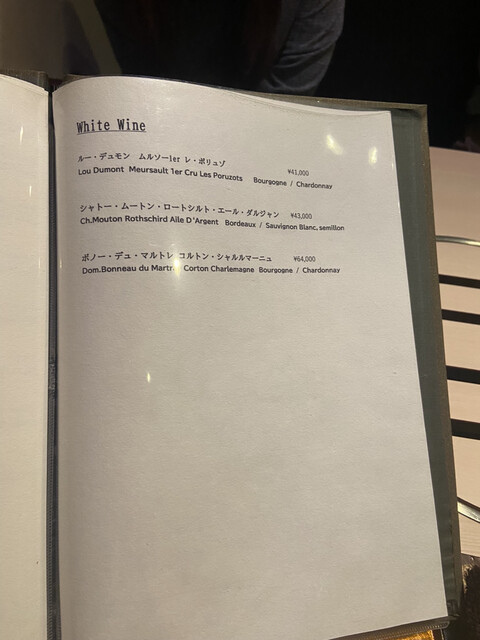 White Wine
ルー・デュモン ムルソー1er レ・ポリュゾ ¥41,000
Lou Dumont Meursault 1er Cru Les Poruzots Bourgogne / Chardonnay
シャトー・ムートン・ロートシルト・エール・ダルジャン ¥43,000
Ch.Mouton Rothschird Aile D'Argent Bordeaux / Sauvignon Blanc, semillon
ボノー・デュ・マルトレ コルトン・シャルルマーニュ ¥64,000
Dom.Bonneau du Martray Corton Charlemagne Bourgogne / Chardonnay